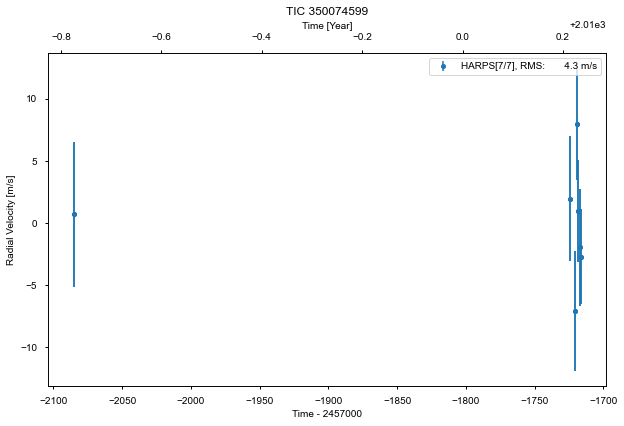 TIC 350074599
Time [Year]
+2.01e3
−0.8 −0.6 −0.4 −0.2 0.0 0.2
HARPS[7/7], RMS: 4.3 m/s
10
5
0
−5
−10
Radial Velocity [m/s]
−2100 −2050 −2000 −1950 −1900 −1850 −1800 −1750 −1700
Time - 2457000